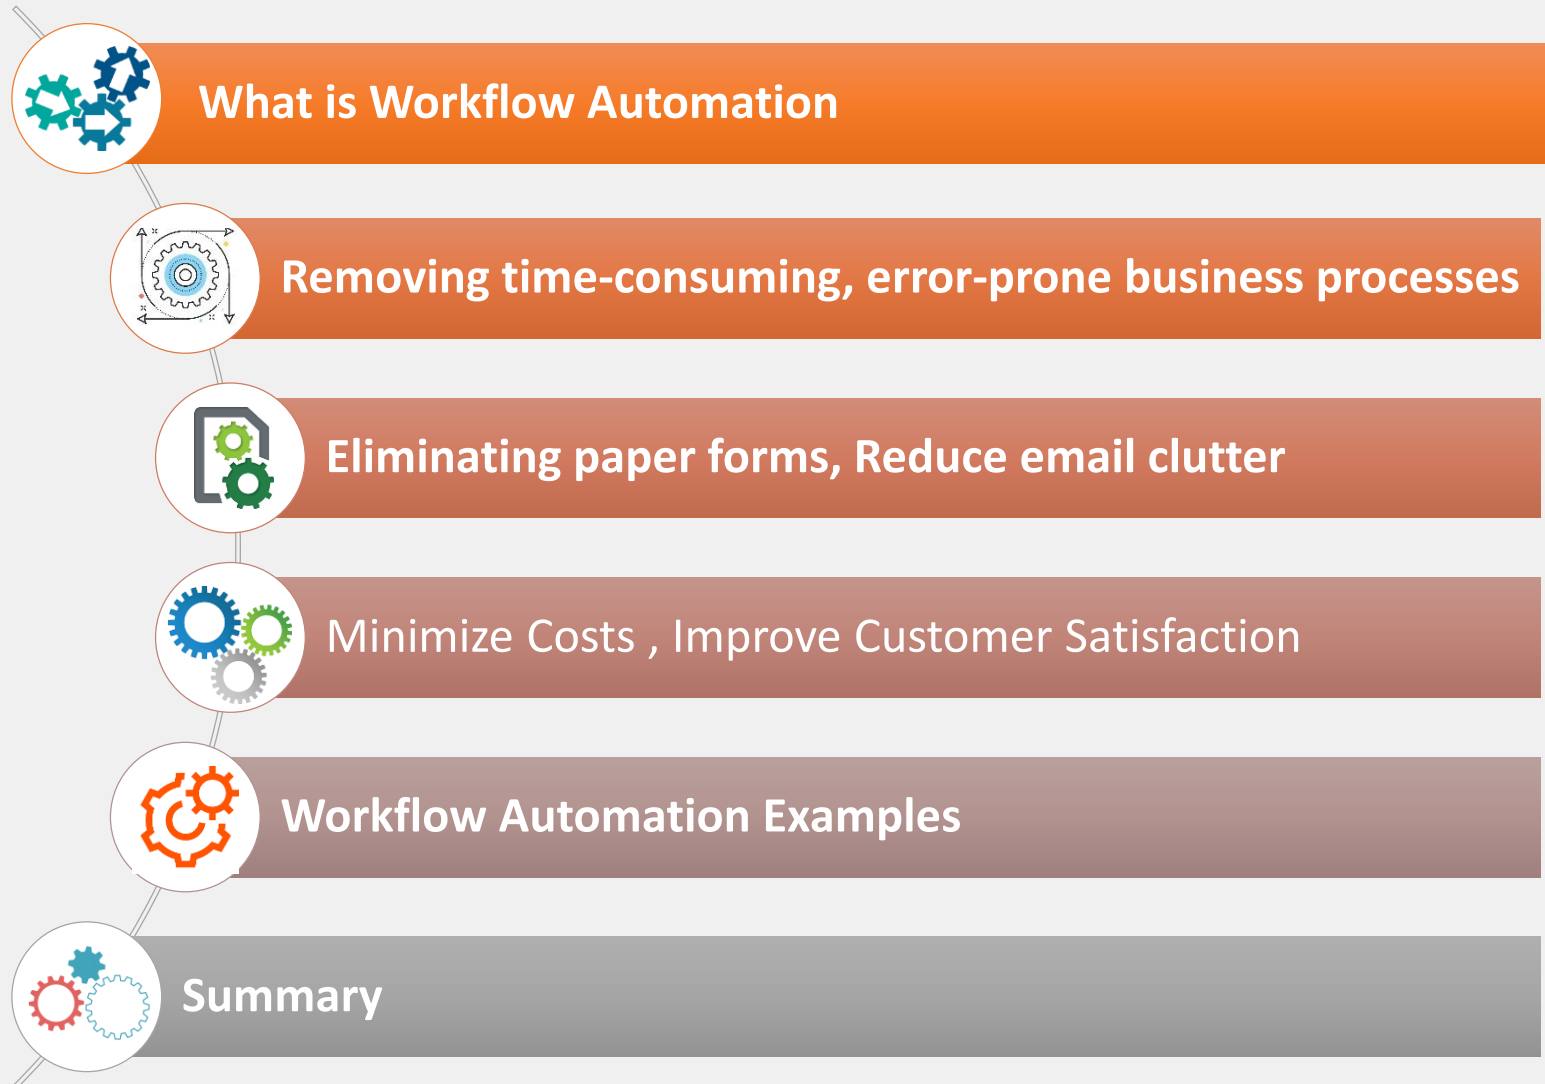 What is Workflow Automation
Removing time-consuming, error-prone business processes
Eliminating paper forms, Reduce email clutter
Minimize Costs , Improve Customer Satisfaction
Workflow Automation Examples
Summary